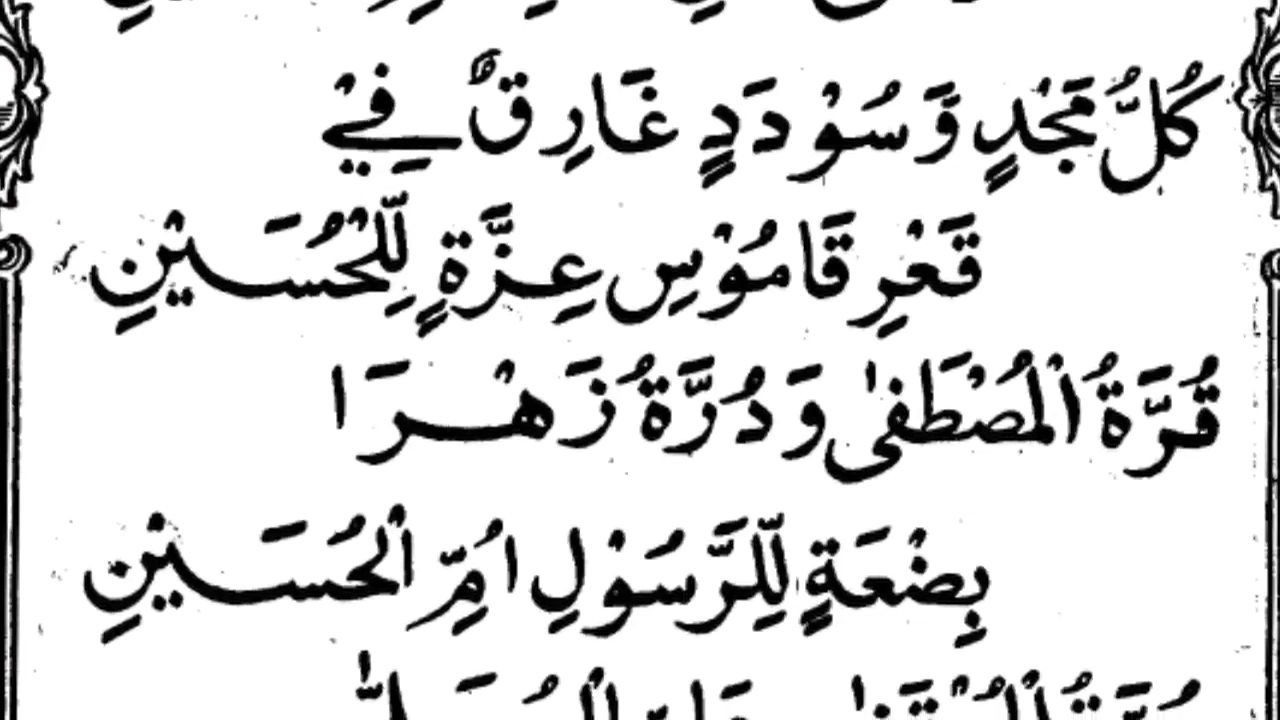 كُلُّ مَجْدٍ وَّسُوْدَدٍ غَارِقٌ فِيْ
قَعْرِ قَامُوْسِ عِزَّةٍ لِّلْحُسَيْنِ
قُرَّةُ الْمُصْطَفٰى وَدُرَّةُ زَهْرَا
بِضْعَةٍ لِّلرَّسُوْلِ اُمِّ الْحُسَيْنِ